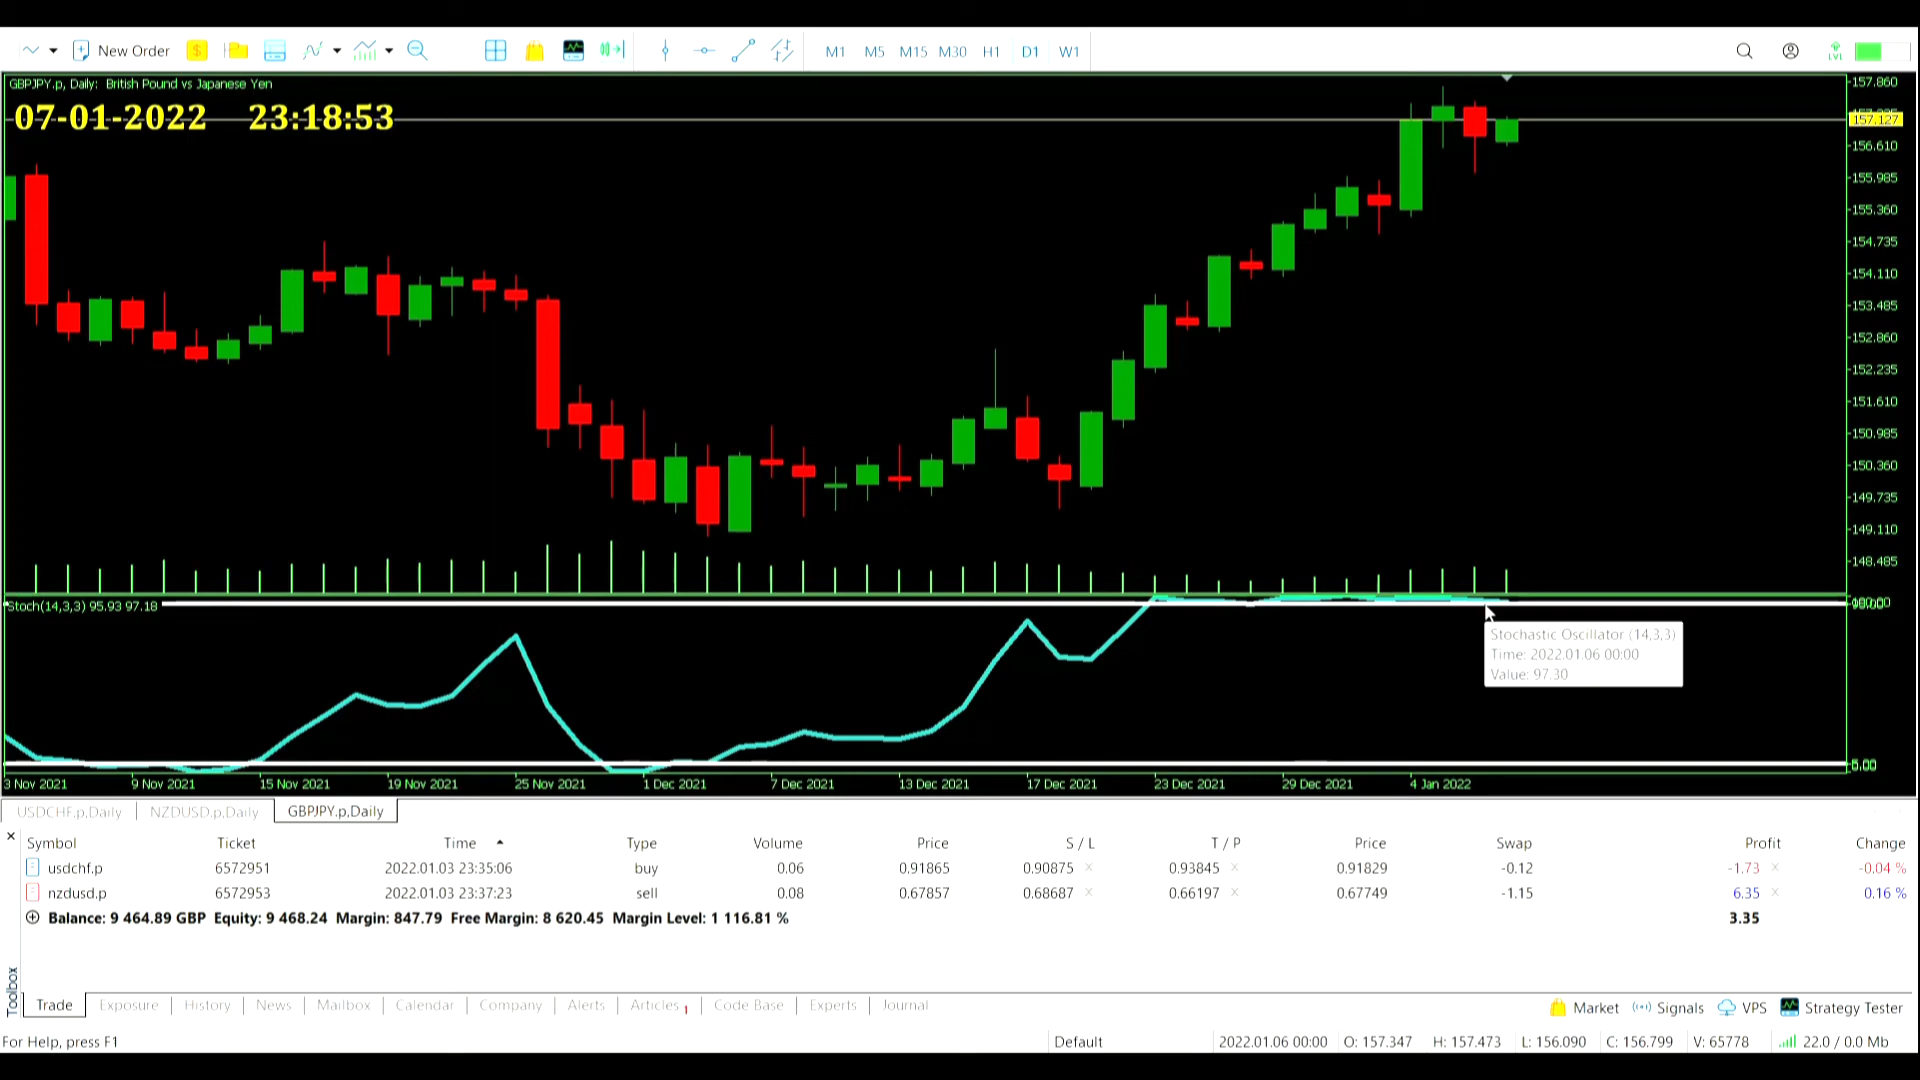 New Order M1 M5 M15 M30 H1 D1 W1 LVL
GBPJPY.p, Daily: British Pound vs Japanese Yen
07-01-2022 23:18:53
157.860
157.127
156.610
155.985
155.360
154.735
154.110
153.485
152.860
152.235
151.610
150.985
150.360
149.735
149.110
148.485
Stoch(14,3,3) 95.93 97.18
Stochastic Oscillator (14,3,3)
Time: 2022.01.06 00:00
Value: 97.30
5.00
3 Nov 2021 9 Nov 2021 15 Nov 2021 19 Nov 2021 25 Nov 2021 1 Dec 2021 7 Dec 2021 13 Dec 2021 17 Dec 2021 23 Dec 2021 29 Dec 2021 4 Jan 2022
USDCHF.p,Daily NZDUSD.p,Daily GBPJPY.p,Daily
Symbol Ticket Time Type Volume Price S / L T / P Price Swap Profit Change
usdchf.p 6572951 2022.01.03 23:35:06 buy 0.06 0.91865 0.90875 0.93845 0.91829 -0.12 -1.73 -0.04 %
nzdusd.p 6572953 2022.01.03 23:37:23 sell 0.08 0.67857 0.68687 0.66197 0.67749 -1.15 6.35 0.16 %
Balance: 9 464.89 GBP Equity: 9 468.24 Margin: 847.79 Free Margin: 8 620.45 Margin Level: 1 116.81 % 3.35
Toolbox
Trade Exposure History News Mailbox Calendar Company Alerts Articles 1 Code Base Experts Journal Market Signals VPS Strategy Tester
For Help, press F1 Default 2022.01.06 00:00 O: 157.347 H: 157.473 L: 156.090 C: 156.799 V: 65778 22.0 / 0.0 Mb